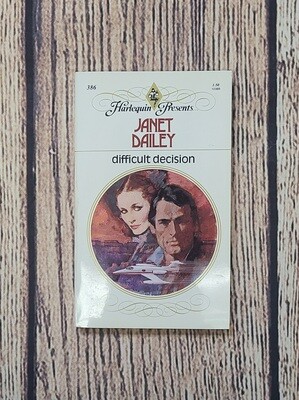 386
Harlequin Presents
JANET
DAILEY
difficult decision